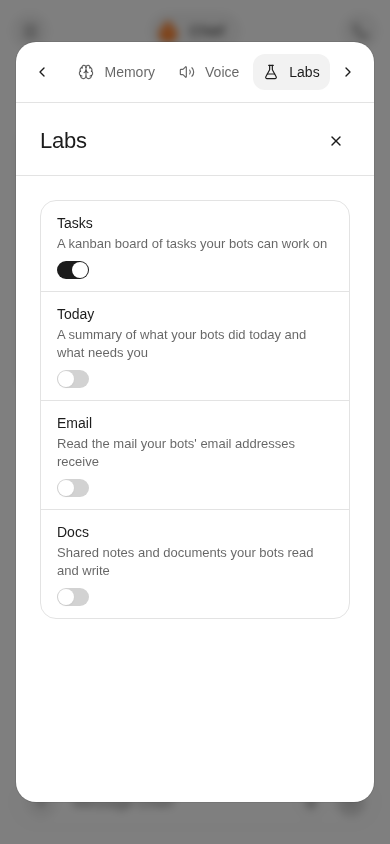 Memory Voice Labs
Labs
Tasks
A kanban board of tasks your bots can work on
Today
A summary of what your bots did today and
what needs you
Email
Read the mail your bots' email addresses
receive
Docs
Shared notes and documents your bots read
and write